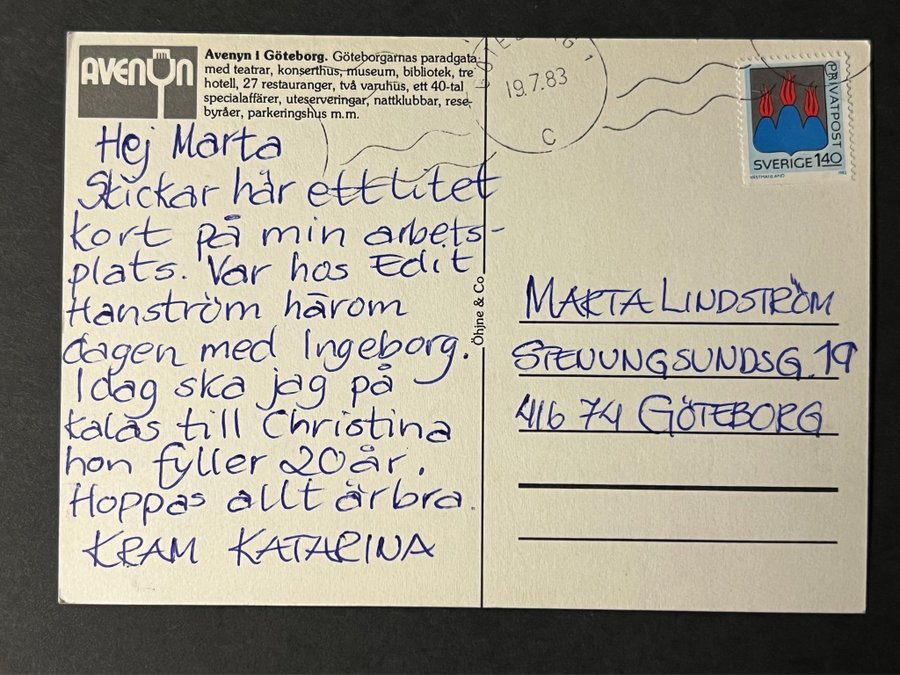 AVENYN
Avenyn i Göteborg. Göteborgarnas paradgata
med teatrar, konserthus, museum, bibliotek, tre
hotell, 27 restauranger, två varuhus, ett 40-tal
specialaffärer, uteserveringar, nattklubbar, rese-
byråer, parkeringshus m.m.
Hej Marta
Skickar här ett litet
kort på min arbets-
plats. Var hos Edit
Hanström härom
dagen med Ingeborg.
Idag ska jag på
kalas till Christina
hon fyller 20 år.
Hoppas allt är bra.
KRAM KATARINA
Öhjne & Co
19.7.83
C
PRIVATPOST
SVERIGE 140
VÄSTMANLAND
MARTA LINDSTRÖM
STENUNGSUNDSG. 19
416 74 GÖTEBORG